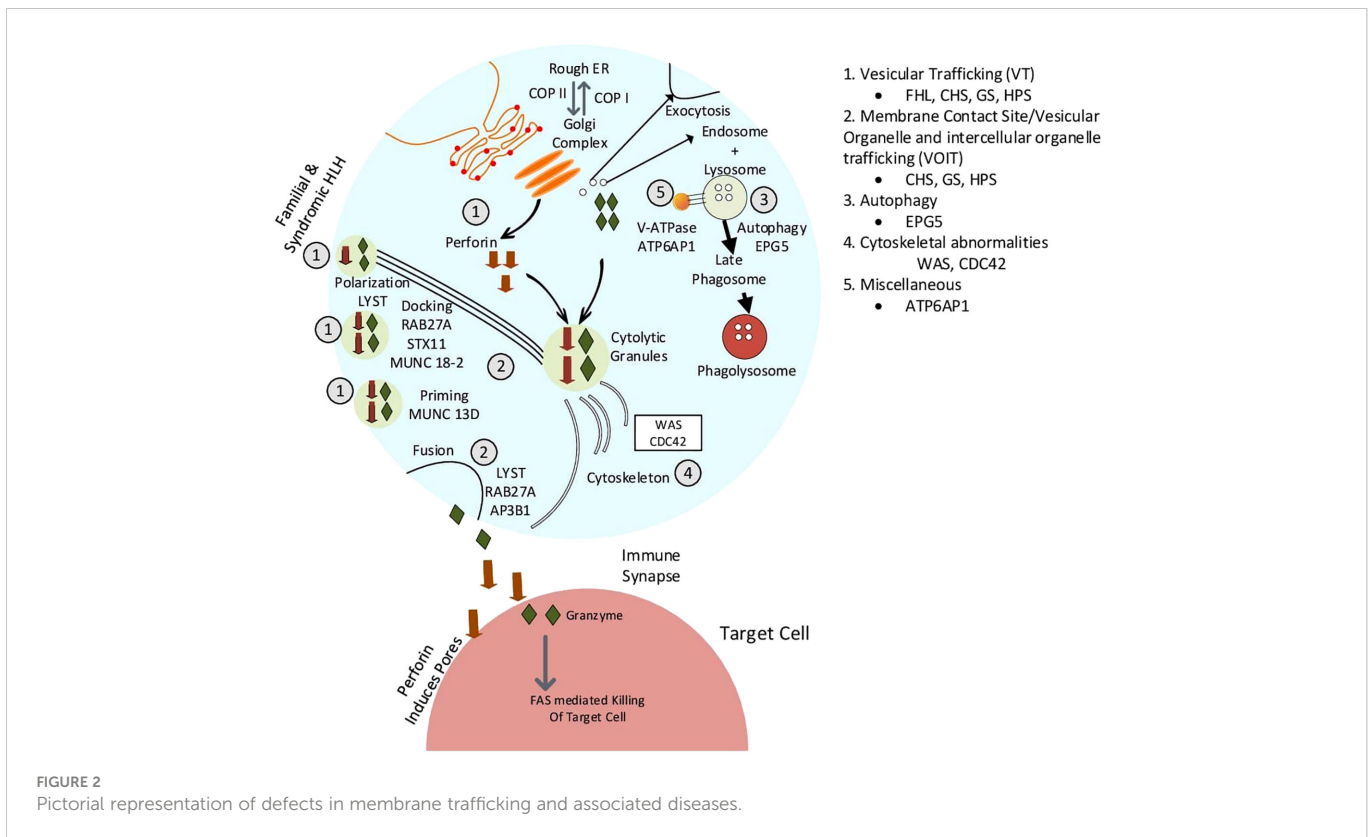 Rough ER
COP II
COP I
Golgi
Complex
Exocytosis
Endosome
+
Lysosome
5
3
V-ATPase
ATP6AP1
Autophagy
EPG5
Late
Phagosome
Phagolysosome
Familial &
Syndromic HLH
1
Perforin
1
Polarization
LYST
1
Docking
RAB27A
STX11
MUNC 18-2
2
Cytolytic
Granules
1
Priming
MUNC 13D
WAS
CDC42
Cytoskeleton
4
Fusion
2
LYST
RAB27A
AP3B1
Immune
Synapse
Granzyme
Target Cell
Perforin
Induces Pores
FAS mediated Killing
Of Target Cell
1. Vesicular Trafficking (VT)
• FHL, CHS, GS, HPS
2. Membrane Contact Site/Vesicular
Organelle and intercellular organelle
trafficking (VOIT)
• CHS, GS, HPS
3. Autophagy
• EPG5
4. Cytoskeletal abnormalities
WAS, CDC42
5. Miscellaneous
• ATP6AP1
FIGURE 2
Pictorial representation of defects in membrane trafficking and associated diseases.